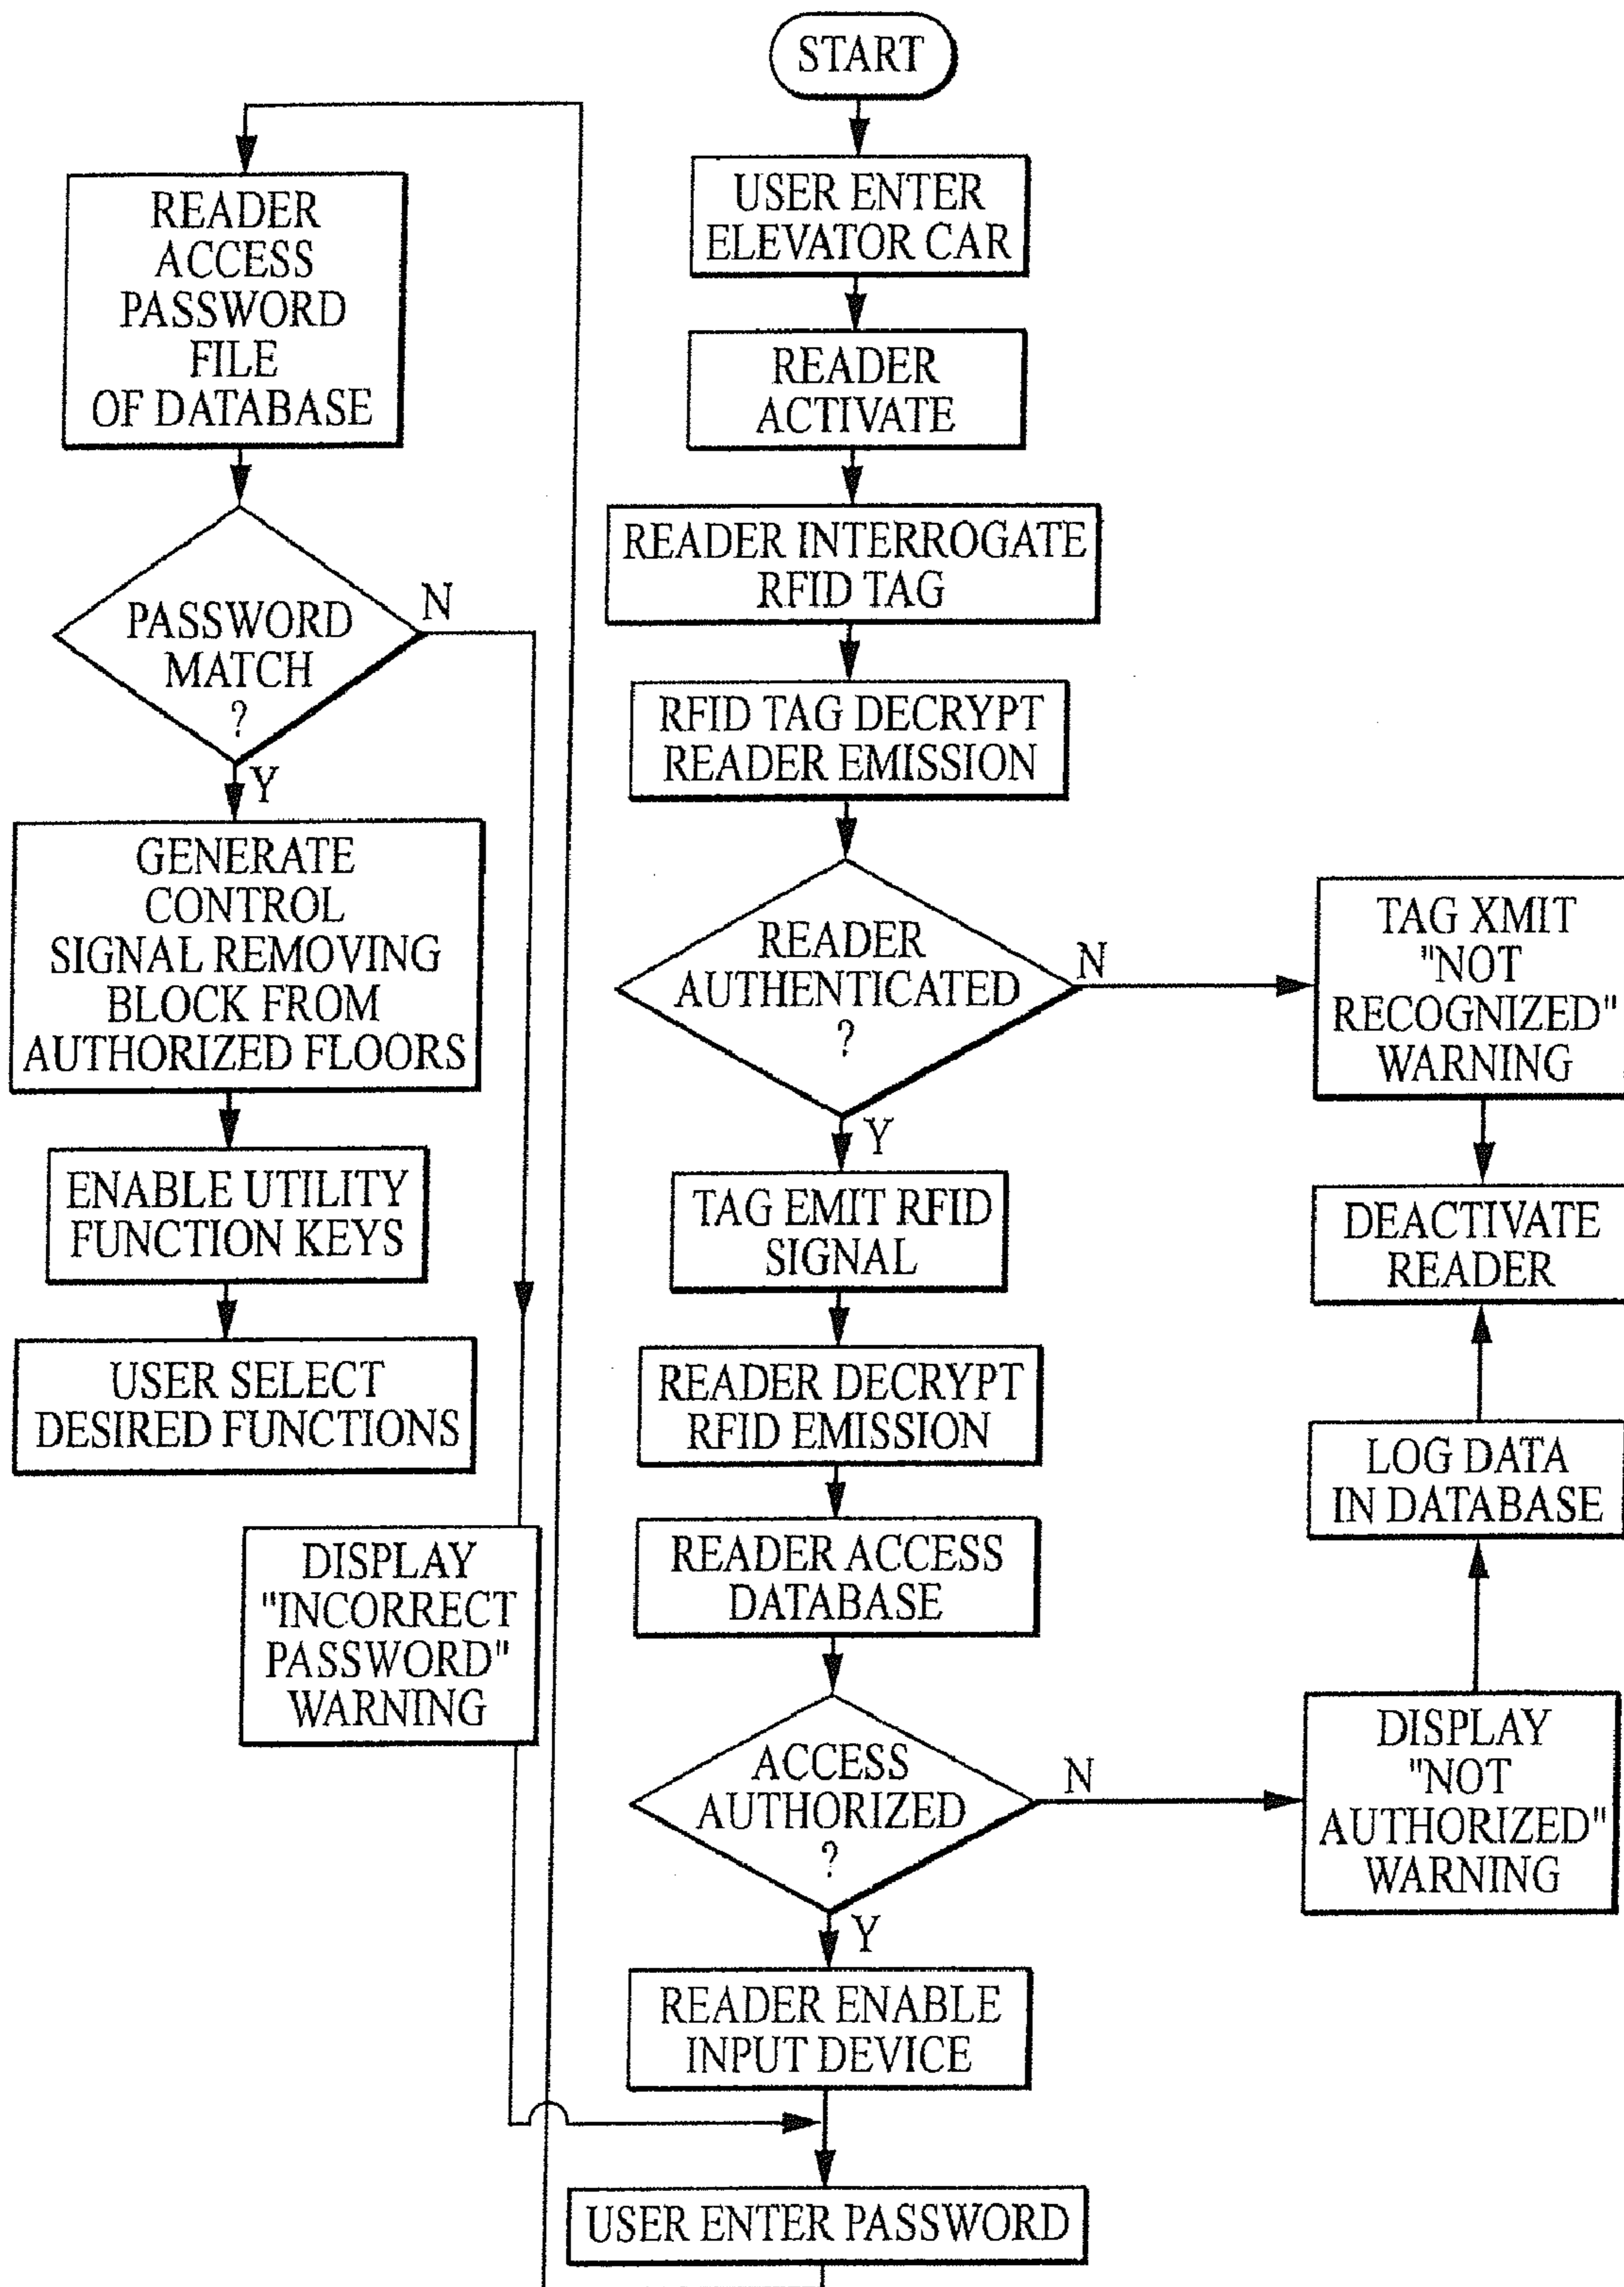 START
USER ENTER
ELEVATOR CAR
READER
ACTIVATE
READER INTERROGATE
RFID TAG
RFID TAG DECRYPT
READER EMISSION
READER
AUTHENTICATED
?
N
TAG XMIT
"NOT
RECOGNIZED"
WARNING
DEACTIVATE
READER
Y
TAG EMIT RFID
SIGNAL
READER DECRYPT
RFID EMISSION
READER ACCESS
DATABASE
ACCESS
AUTHORIZED
?
N
DISPLAY
"NOT
AUTHORIZED"
WARNING
LOG DATA
IN DATABASE
Y
READER ENABLE
INPUT DEVICE
USER ENTER PASSWORD
READER
ACCESS
PASSWORD
FILE
OF DATABASE
PASSWORD
MATCH
?
N
DISPLAY
"INCORRECT
PASSWORD"
WARNING
Y
GENERATE
CONTROL
SIGNAL REMOVING
BLOCK FROM
AUTHORIZED FLOORS
ENABLE UTILITY
FUNCTION KEYS
USER SELECT
DESIRED FUNCTIONS